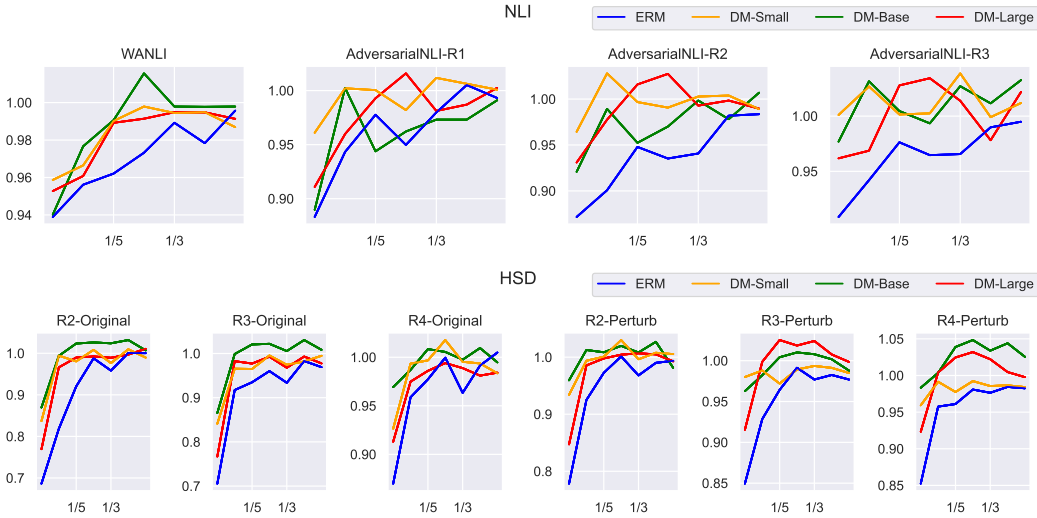 NLI
ERM DM-Small DM-Base DM-Large
WANLI AdversarialNLI-R1 AdversarialNLI-R2 AdversarialNLI-R3
1.00 0.98 0.96 0.94
1.00 0.95 0.90
1.00 0.95 0.90
1.00 0.95
1/5 1/3 1/5 1/3 1/5 1/3 1/5 1/3
HSD
ERM DM-Small DM-Base DM-Large
R2-Original R3-Original R4-Original R2-Perturb R3-Perturb R4-Perturb
1.0 0.9 0.8 0.7
1.0 0.9 0.8 0.7
1.00 0.95 0.90
1.0 0.9 0.8
1.00 0.95 0.90 0.85
1.05 1.00 0.95 0.90 0.85
1/5 1/3 1/5 1/3 1/5 1/3 1/5 1/3 1/5 1/3 1/5 1/3